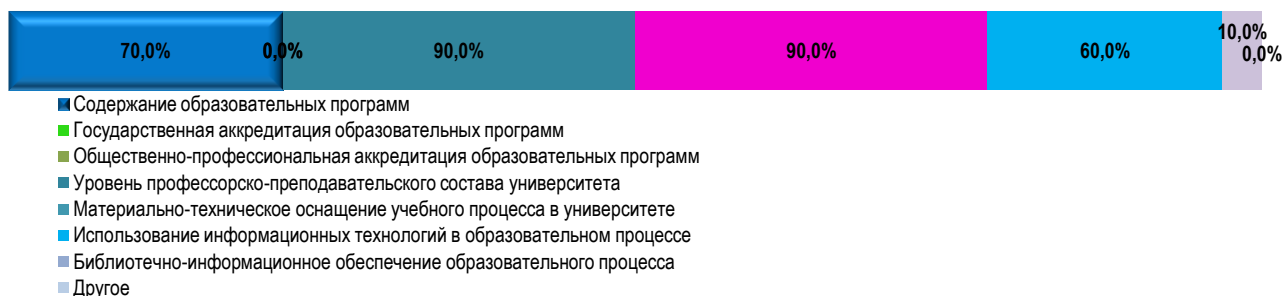 70,0%
0,0%
90,0%
90,0%
60,0%
10,0%
0,0%
Содержание образовательных программ
Государственная аккредитация образовательных программ
Общественно-профессиональная аккредитация образовательных программ
Уровень профессорско-преподавательского состава университета
Материально-техническое оснащение учебного процесса в университете
Использование информационных технологий в образовательном процессе
Библиотечно-информационное обеспечение образовательного процесса
Другое